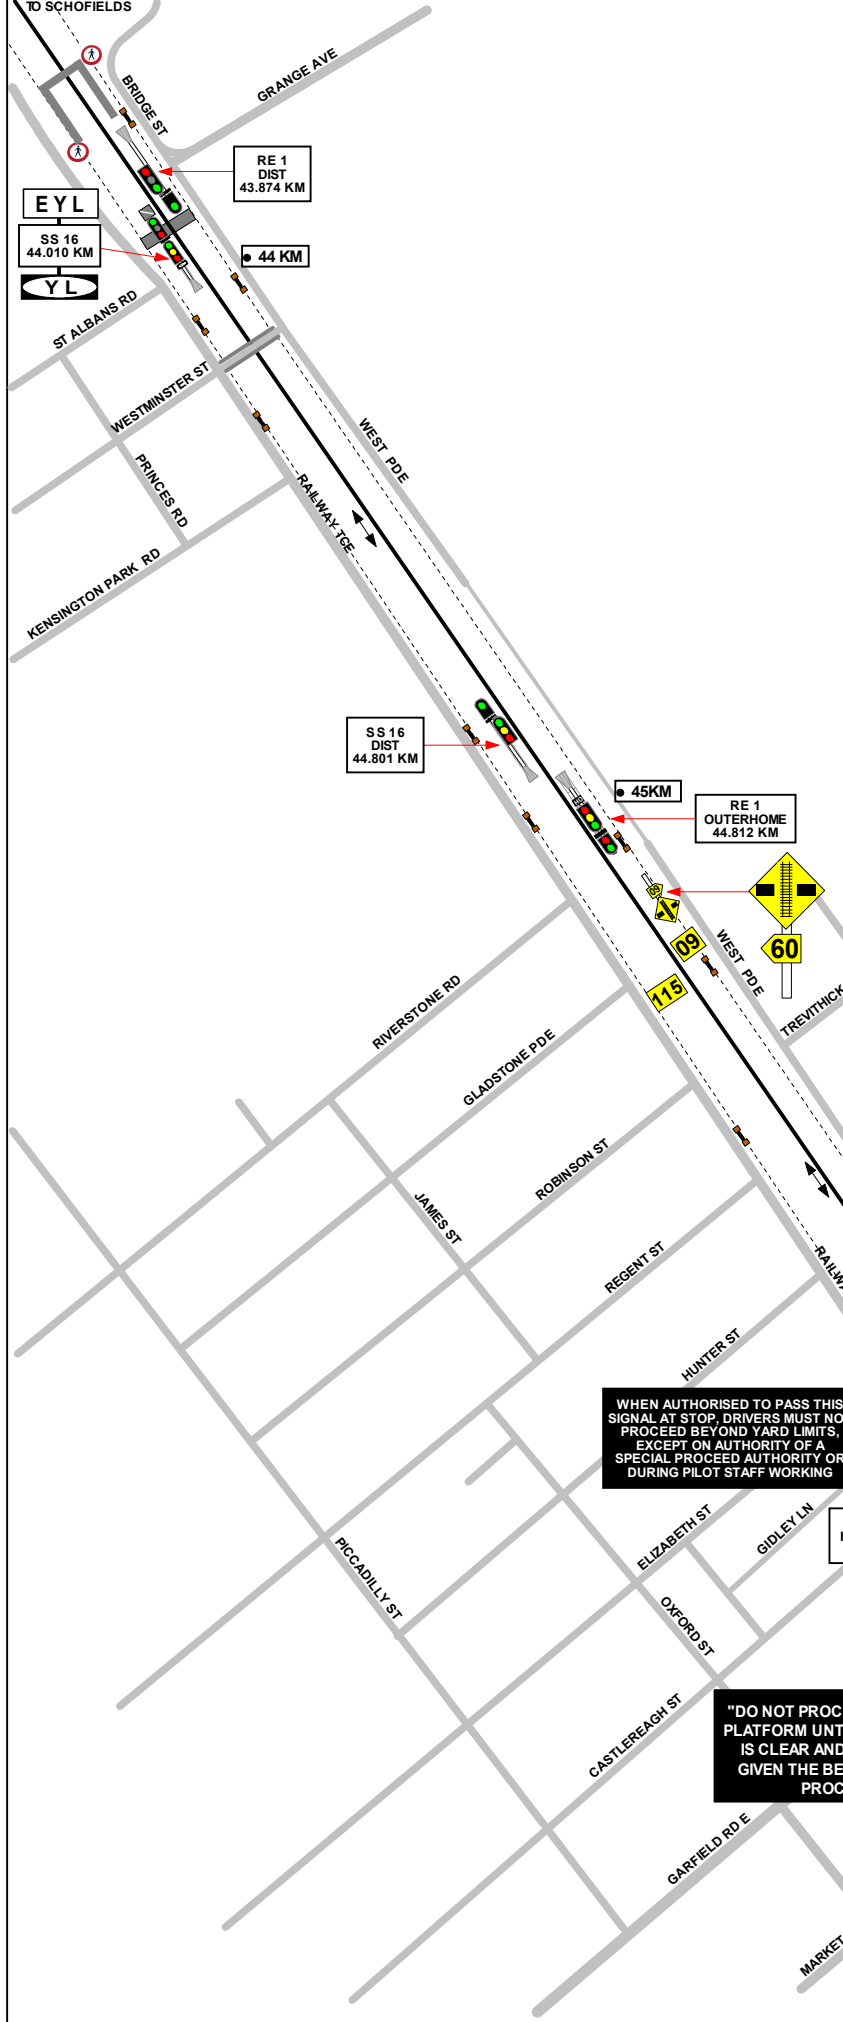 TO SCHOFIELDS
GRANGE AVE
BRIDGE ST
RE 1
DIST
43.874 KM
EYL
SS 16
44.010 KM
YL
44 KM
ST ALBANS RD
WESTMINSTER ST
PRINCES RD
KENSINGTON PARK RD
WEST PDE
RAILWAY TCE
SS 16
DIST
44.801 KM
45KM
RE 1
OUTERHOME
44.812 KM
60
60
60
115
WEST PDE
TREVITHICK
RIVERSTONE RD
GLADSTONE PDE
ROBINSON ST
JAMES ST
REGENT ST
HUNTER ST
WHEN AUTHORISED TO PASS THIS
SIGNAL AT STOP, DRIVERS MUST NO
PROCEED BEYOND YARD LIMITS,
EXCEPT ON AUTHORITY OF A
SPECIAL PROCEED AUTHORITY OR
DURING PILOT STAFF WORKING
ELIZABETH ST
GIDLEY LN
PICCADILLY ST
OXFORD ST
CASTLEREAGH ST
"DO NOT PROC
PLATFORM UNT
IS CLEAR AND
GIVEN THE BE
PROC
GARFIELD RD E
MARKET